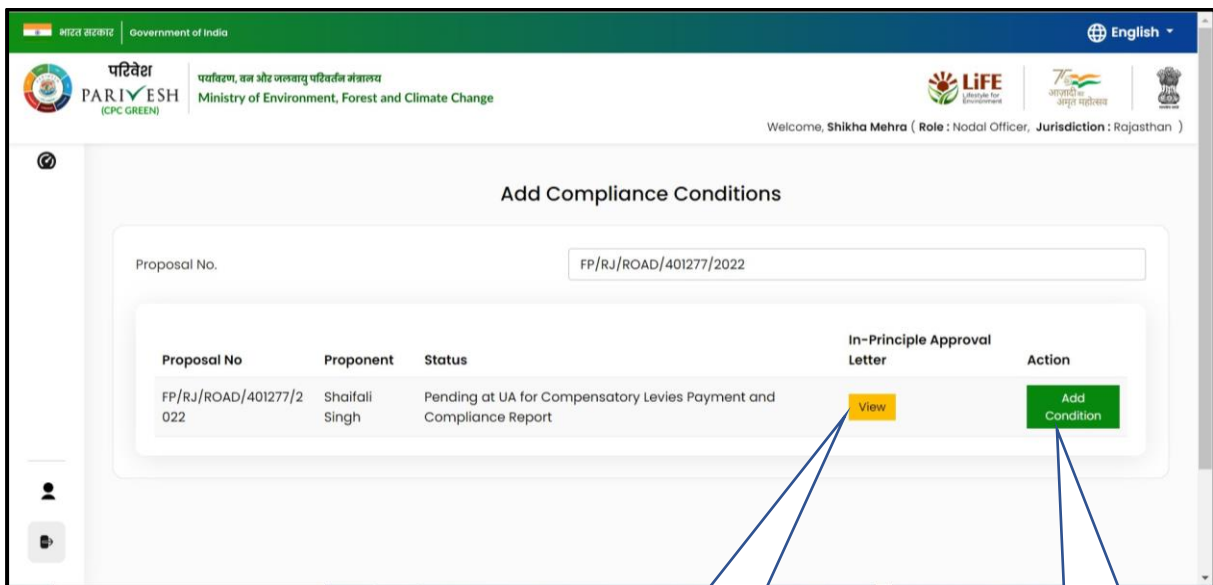 भारत सरकार Government of India
English
परिवेश
PARIVESH
(CPC GREEN)
पर्यावरण, वन और जलवायु परिवर्तन मंत्रालय
Ministry of Environment, Forest and Climate Change
LiFE
Lifestyle for
Environment
आज़ादी का
अमृत महोत्सव
Welcome, Shikha Mehra ( Role : Nodal Officer, Jurisdiction : Rajasthan )
Add Compliance Conditions
Proposal No. FP/RJ/ROAD/401277/2022
In-Principle Approval
Proposal No Proponent Status Letter Action
FP/RJ/ROAD/401277/2 Shaifali Pending at UA for Compensatory Levies Payment and View Add
022 Singh Compliance Report Condition